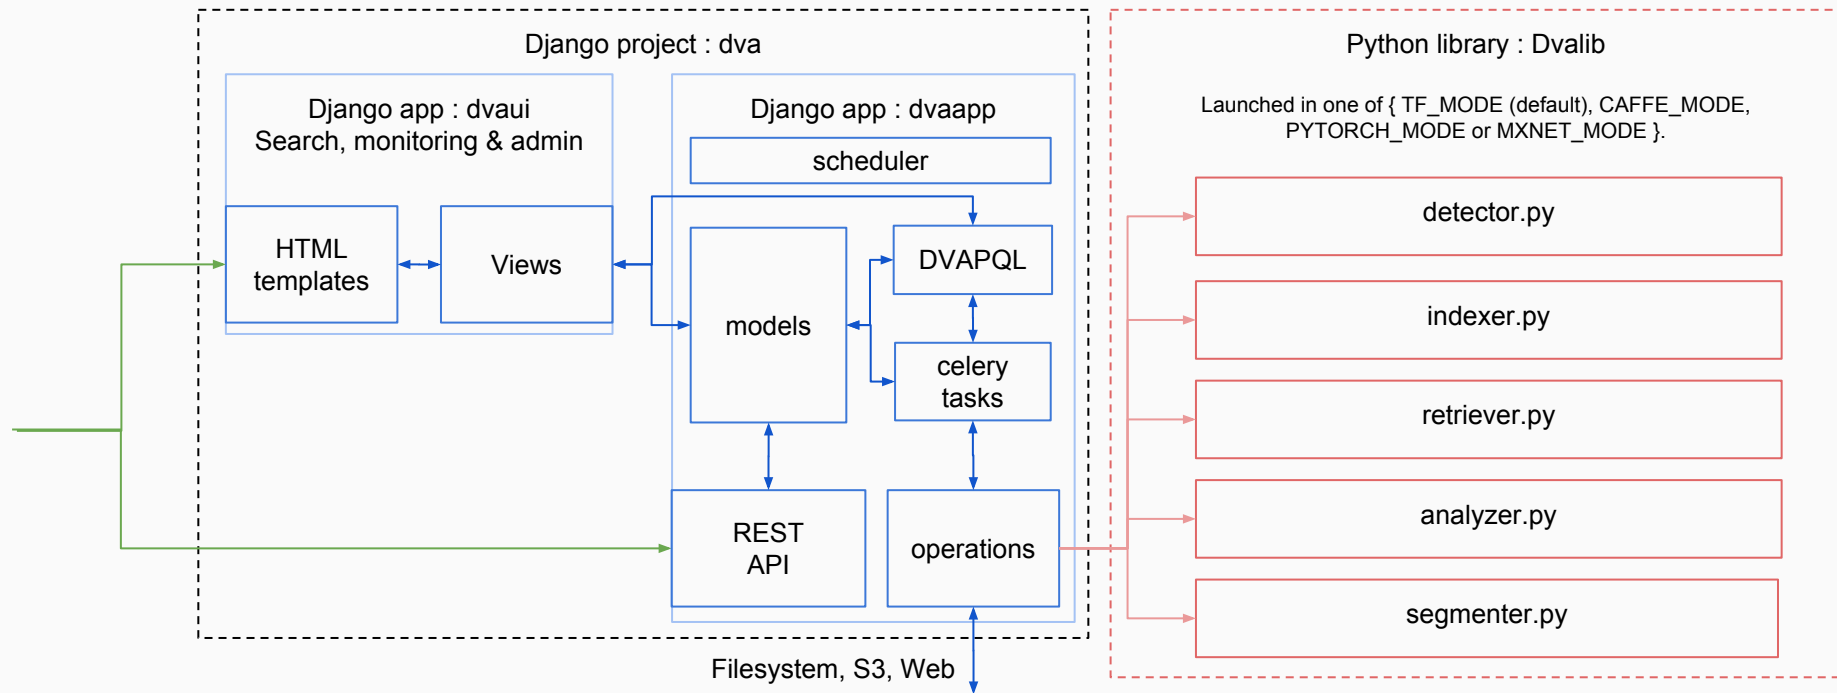 Django project : dva
Django app : dvaui
Search, monitoring & admin
HTML
templates
Views
Django app : dvaapp
scheduler
models
DVAPQL
celery
tasks
REST
API
operations
Filesystem, S3, Web
Python library : Dvalib
Launched in one of { TF_MODE (default), CAFFE_MODE,
PYTORCH_MODE or MXNET_MODE }.
detector.py
indexer.py
retriever.py
analyzer.py
segmenter.py